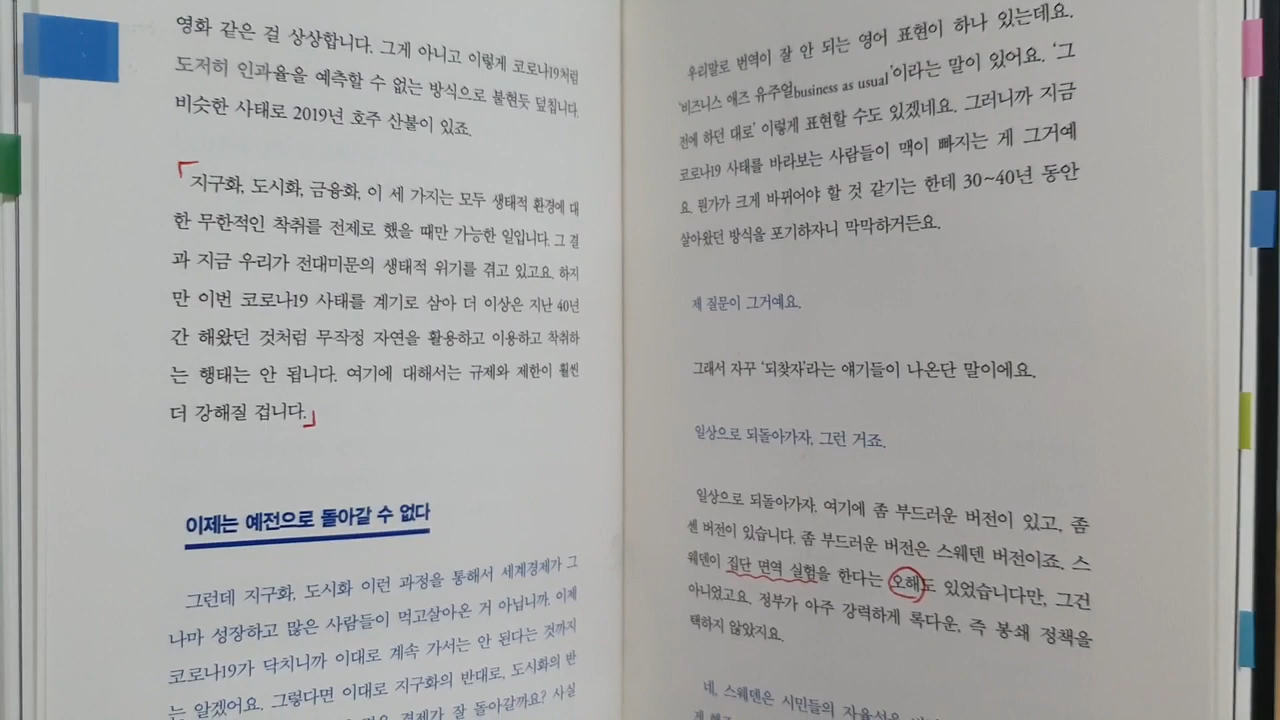 영화 같은 걸 상상합니다. 그게 아니고 이렇게 코로나19처럼
도저히 인과율을 예측할 수 없는 방식으로 불현듯 덮칩니다.
비슷한 사태로 2019년 호주 산불이 있죠.
지구화, 도시화, 금융화, 이 세 가지는 모두 생태적 환경에 대
한 무한적인 착취를 전제로 했을 때만 가능한 일입니다. 그 결
과 지금 우리가 전대미문의 생태적 위기를 겪고 있고요. 하지
만 이번 코로나19 사태를 계기로 삼아 더 이상은 지난 40년
간 해왔던 것처럼 무작정 자연을 활용하고 이용하고 착취하
는 행태는 안 됩니다. 여기에 대해서는 규제와 제한이 훨씬
더 강해질 겁니다.
이제는 예전으로 돌아갈 수 없다
그런데 지구화, 도시화 이런 과정을 통해서 세계경제가 그
나마 성장하고 많은 사람들이 먹고살아온 거 아닙니까. 이제
코로나19가 닥치니까 이대로 계속 가서는 안 된다는 것까지
는 알겠어요. 그렇다면 이대로 지구화의 반대로, 도시화의 반
경제가 잘 돌아갈까요? 사실
우리말로 번역이 잘 안 되는 영어 표현이 하나 있는데요.
'비즈니스 애즈 유주얼business as usual'이라는 말이 있어요. '그
전에 하던 대로' 이렇게 표현할 수도 있겠네요. 그러니까 지금
코로나19 사태를 바라보는 사람들이 맥이 빠지는 게 그거예
요. 뭔가가 크게 바뀌어야 할 것 같기는 한데 30~40년 동안
살아왔던 방식을 포기하자니 막막하거든요.
제 질문이 그거예요.
그래서 자꾸 '되찾자'라는 얘기들이 나온단 말이에요.
일상으로 되돌아가자, 그런 거죠.
일상으로 되돌아가자. 여기에 좀 부드러운 버전이 있고, 좀
센 버전이 있습니다. 좀 부드러운 버전은 스웨덴 버전이죠. 스
웨덴이 집단 면역 실험을 한다는 오해도 있었습니다만, 그건
아니었고요. 정부가 아주 강력하게 록다운, 즉 봉쇄 정책을
택하지 않았지요.
네, 스웨덴은 시민들의